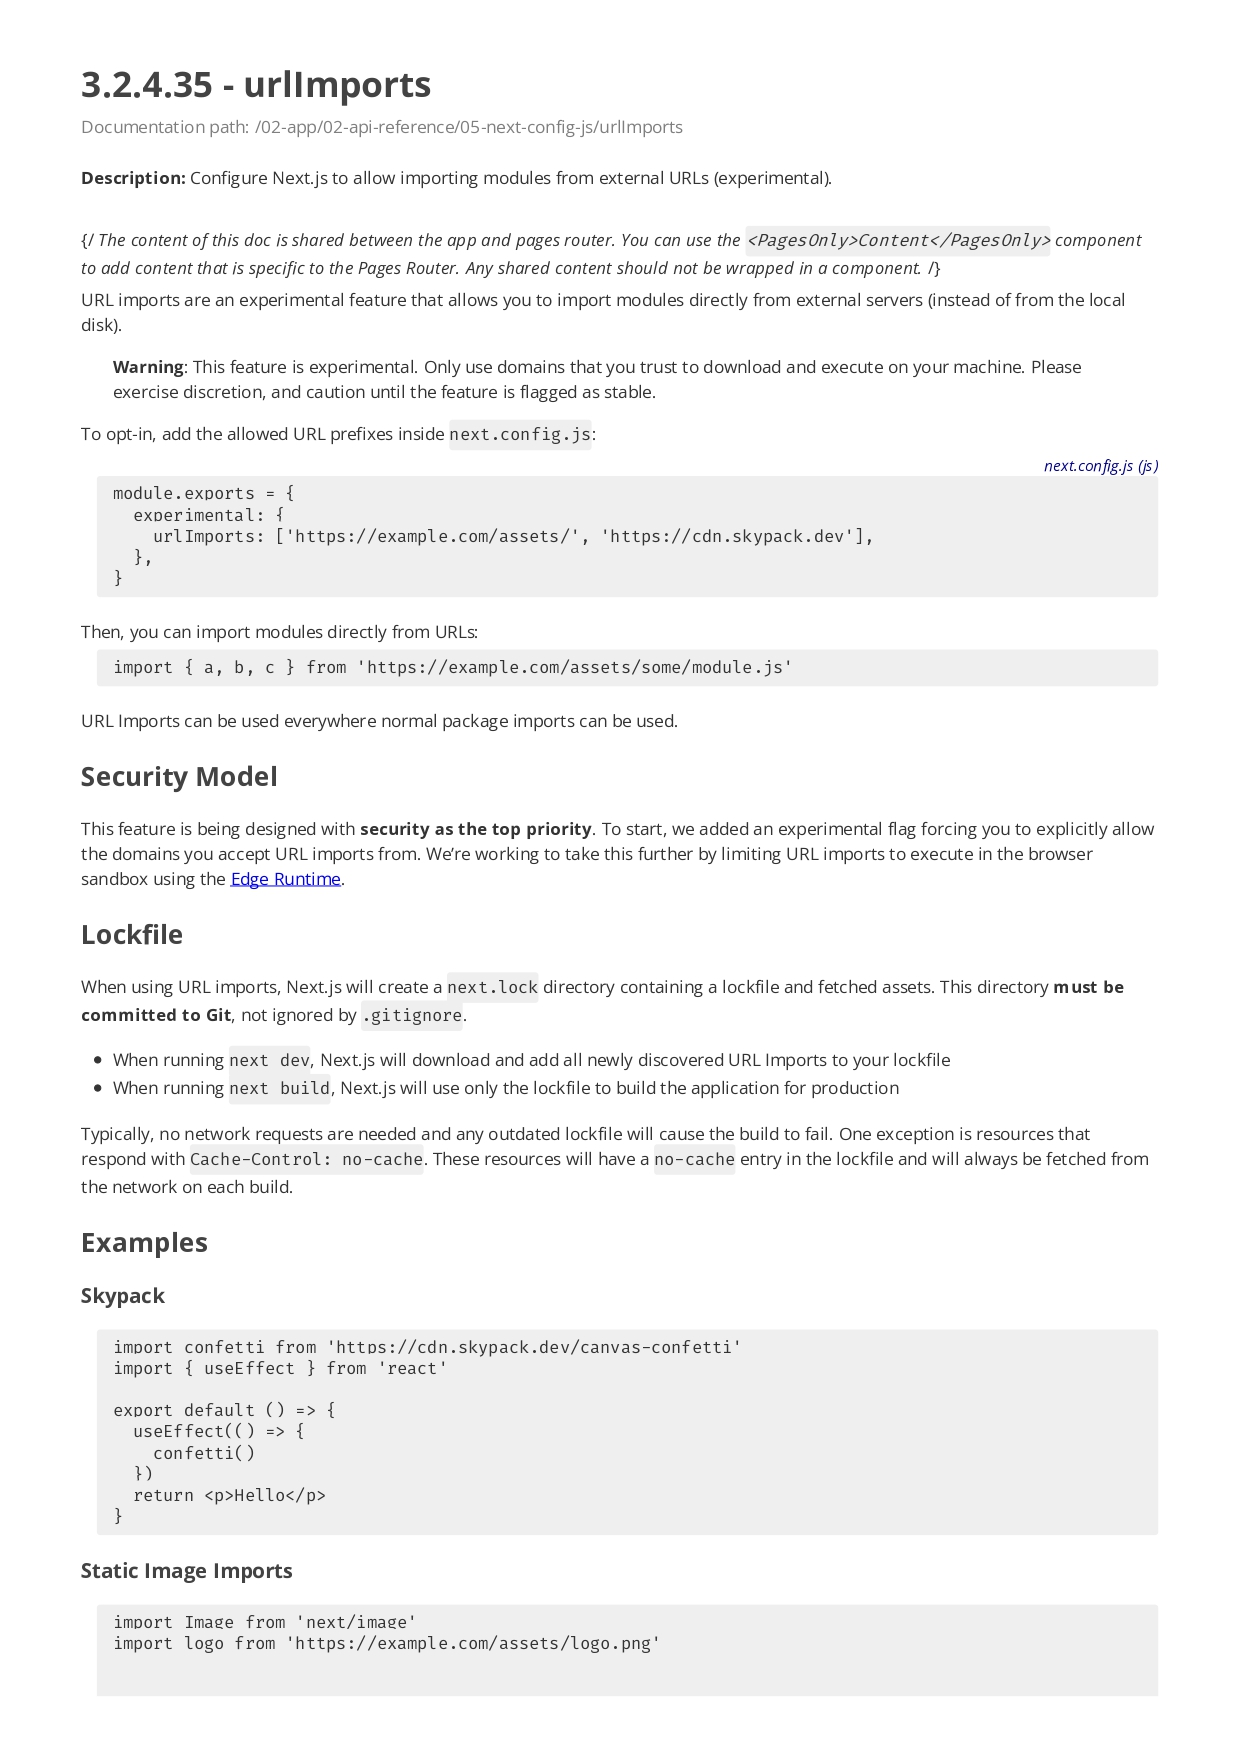 3.2.4.35 - urlImports
Documentation path: /02-app/02-api-reference/05-next-config-js/urlImports
Description: Configure Next.js to allow importing modules from external URLs (experimental).
{/ The content of this doc is shared between the app and pages router. You can use the <PagesOnly>Content</PagesOnly> component
to add content that is specific to the Pages Router. Any shared content should not be wrapped in a component. /}
URL imports are an experimental feature that allows you to import modules directly from external servers (instead of from the local
disk).
Warning: This feature is experimental. Only use domains that you trust to download and execute on your machine. Please
exercise discretion, and caution until the feature is flagged as stable.
To opt-in, add the allowed URL prefixes inside next.config.js:
next.config.js (js)
module.exports = {
  experimental: {
    urlImports: ['https://example.com/assets/', 'https://cdn.skypack.dev'],
  },
}
Then, you can import modules directly from URLs:
import { a, b, c } from 'https://example.com/assets/some/module.js'
URL Imports can be used everywhere normal package imports can be used.
Security Model
This feature is being designed with security as the top priority. To start, we added an experimental flag forcing you to explicitly allow
the domains you accept URL imports from. We’re working to take this further by limiting URL imports to execute in the browser
sandbox using the Edge Runtime.
Lockfile
When using URL imports, Next.js will create a next.lock directory containing a lockfile and fetched assets. This directory must be
committed to Git, not ignored by .gitignore.
● When running next dev, Next.js will download and add all newly discovered URL Imports to your lockfile
● When running next build, Next.js will use only the lockfile to build the application for production
Typically, no network requests are needed and any outdated lockfile will cause the build to fail. One exception is resources that
respond with Cache-Control: no-cache. These resources will have a no-cache entry in the lockfile and will always be fetched from
the network on each build.
Examples
Skypack
import confetti from 'https://cdn.skypack.dev/canvas-confetti'
import { useEffect } from 'react'
export default () => {
  useEffect(() => {
    confetti()
  })
  return <p>Hello</p>
}
Static Image Imports
import Image from 'next/image'
import logo from 'https://example.com/assets/logo.png'